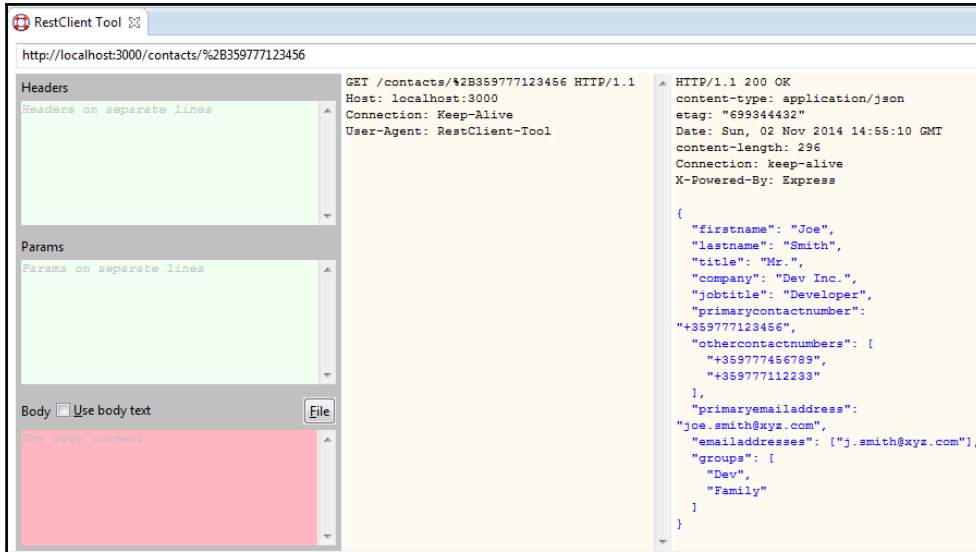 RestClient Tool
http://localhost:3000/contacts/%2B359777123456
Headers
Headers on separate lines
Params
Params on separate lines
Body Use body text File
Raw body content
GET /contacts/%2B359777123456 HTTP/1.1
Host: localhost:3000
Connection: Keep-Alive
User-Agent: RestClient-Tool
HTTP/1.1 200 OK
content-type: application/json
etag: "699344432"
Date: Sun, 02 Nov 2014 14:55:10 GMT
content-length: 296
Connection: keep-alive
X-Powered-By: Express
{
"firstname": "Joe",
"lastname": "Smith",
"title": "Mr.",
"company": "Dev Inc.",
"jobtitle": "Developer",
"primarycontactnumber":
"+359777123456",
"othercontactnumbers": [
"+359777456789",
"+359777112233"
],
"primaryemailaddress":
"joe.smith@xyz.com",
"emailaddresses": ["j.smith@xyz.com"],
"groups": [
"Dev",
"Family"
]
}